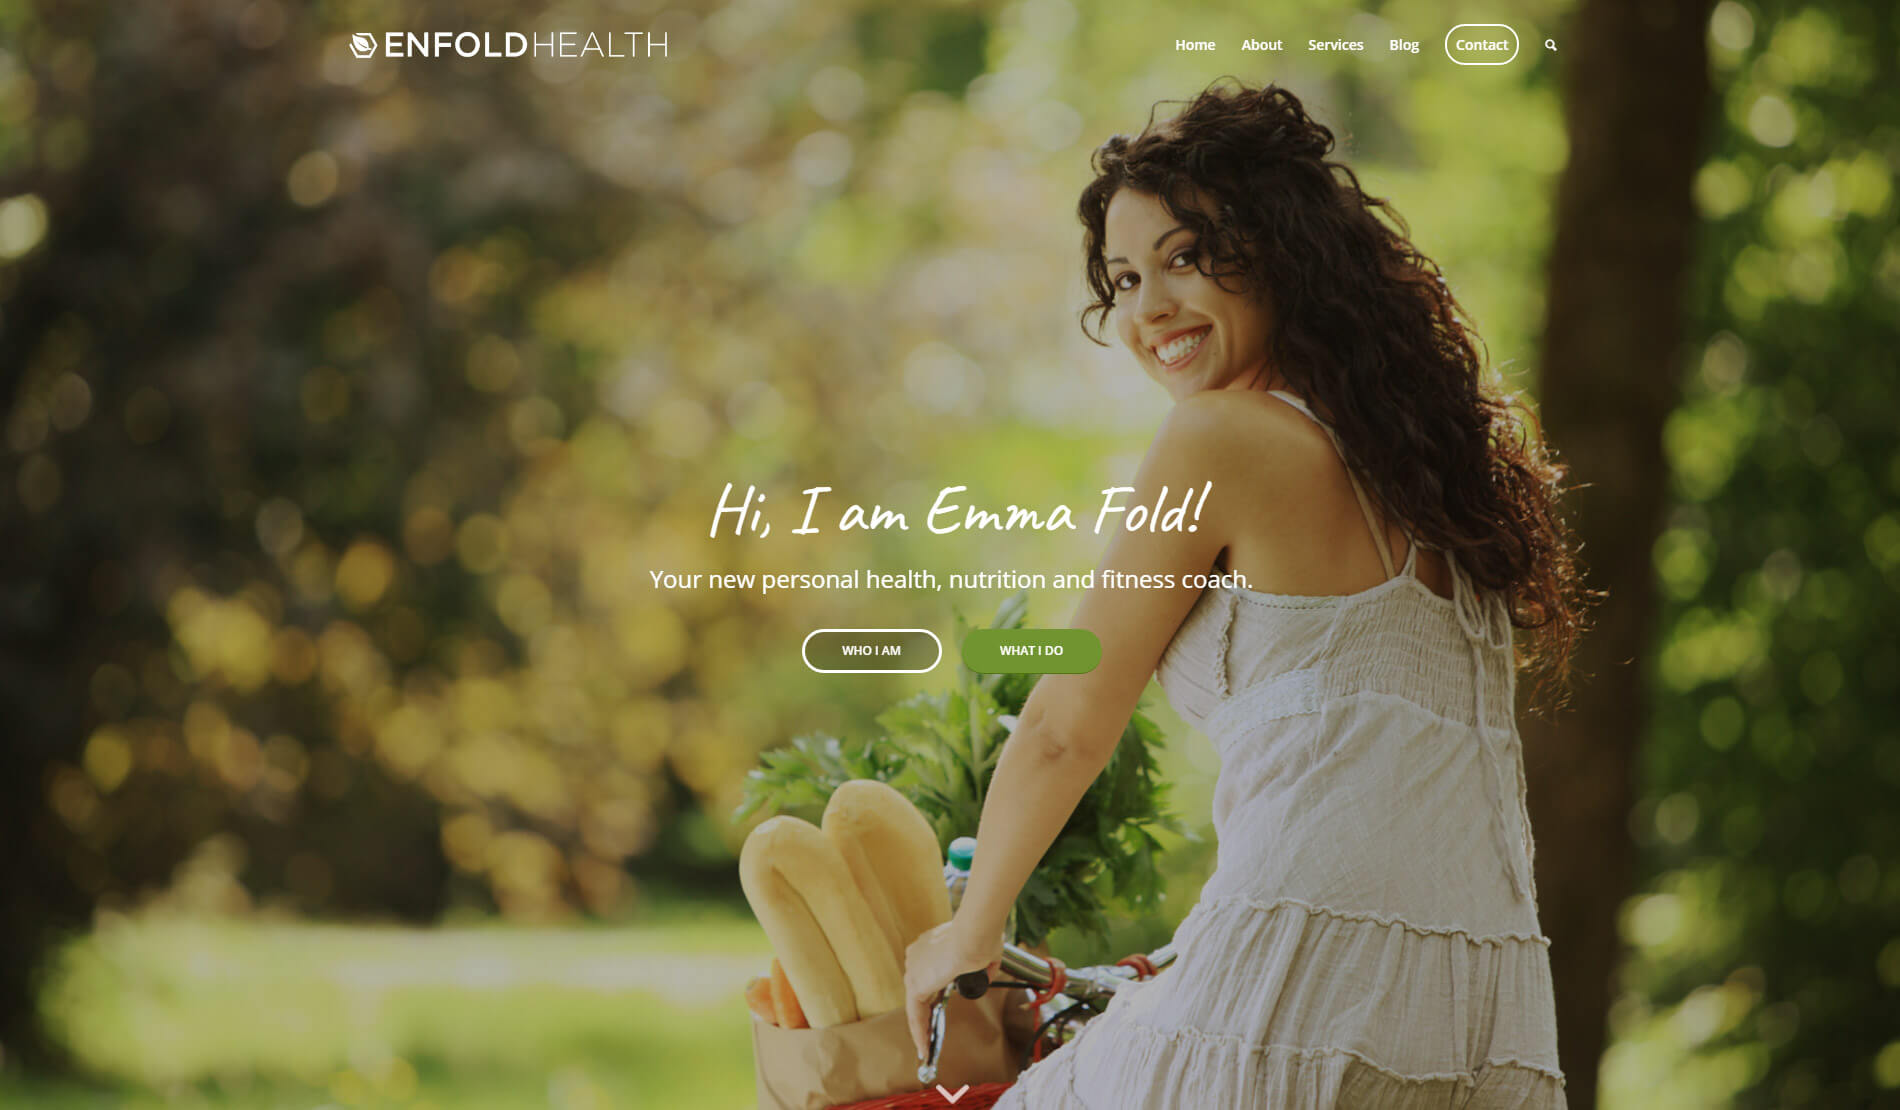 ENFOLDHEALTH
Home About Services Blog Contact
Hi, I am Emma Fold!
Your new personal health, nutrition and fitness coach.
WHO I AM WHAT I DO